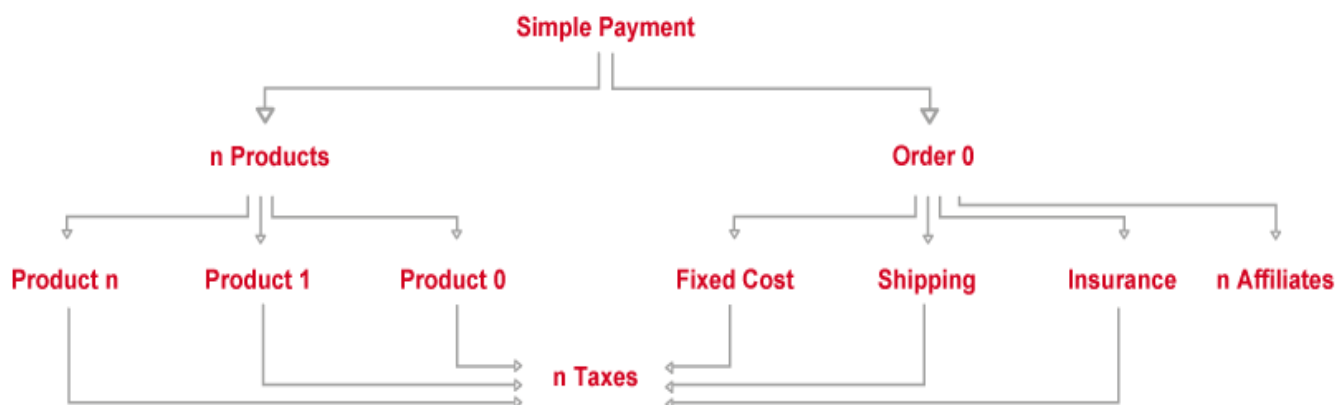 Simple Payment
n Products
Order 0
Product n
Product 1
Product 0
Fixed Cost
Shipping
Insurance
n Affiliates
n Taxes